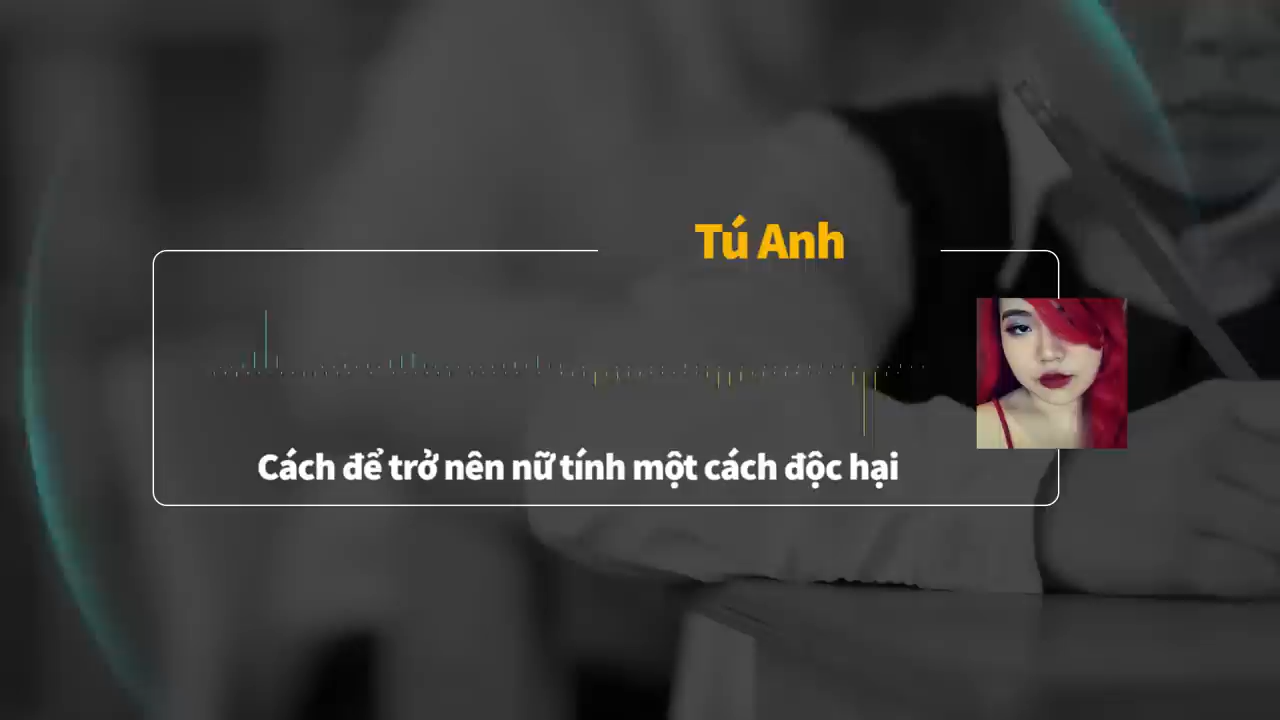 Tú Anh
Cách để trở nên nữ tính một cách độc hại